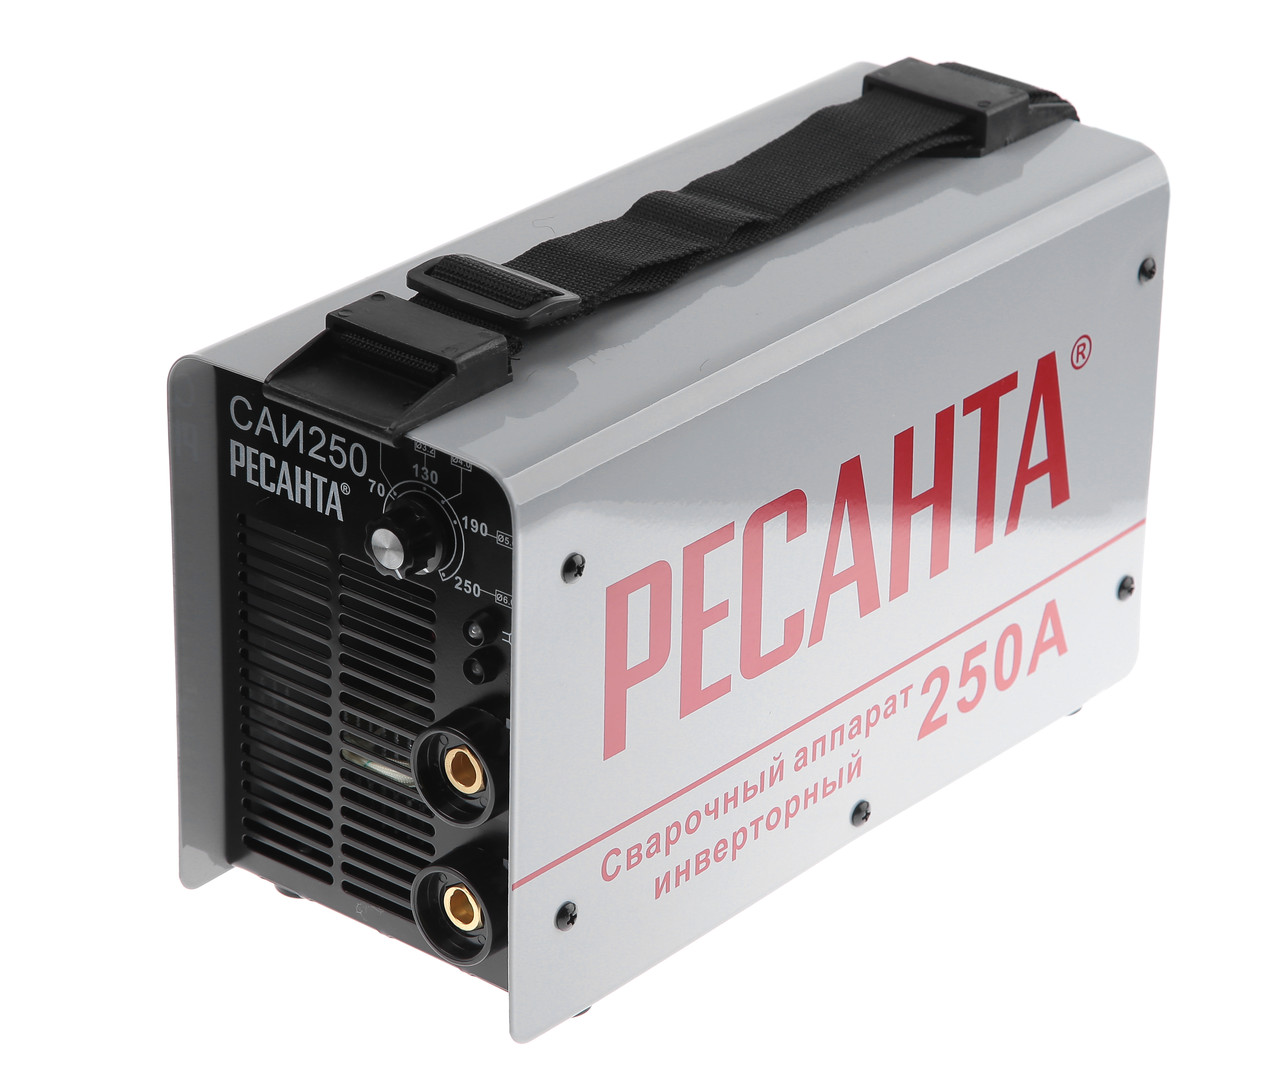 САИ250
РЕСАНТА®
70
130
190
250
РЕСАНТА®
Сварочный аппарат
инверторный
250А